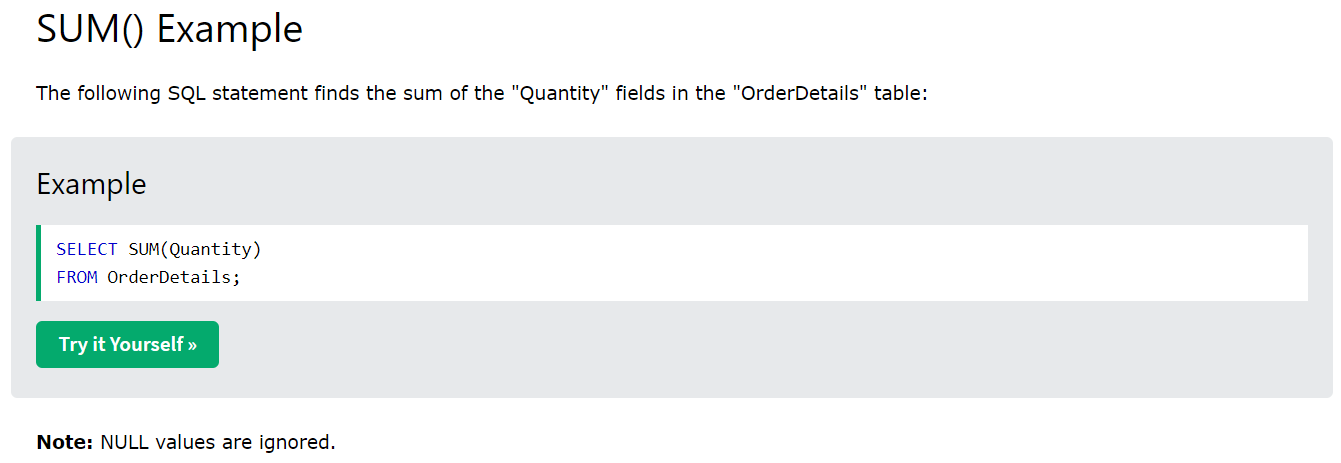 SUM() Example
The following SQL statement finds the sum of the "Quantity" fields in the "OrderDetails" table:
Example
SELECT SUM(Quantity)
FROM OrderDetails;
Try it Yourself »
Note: NULL values are ignored.